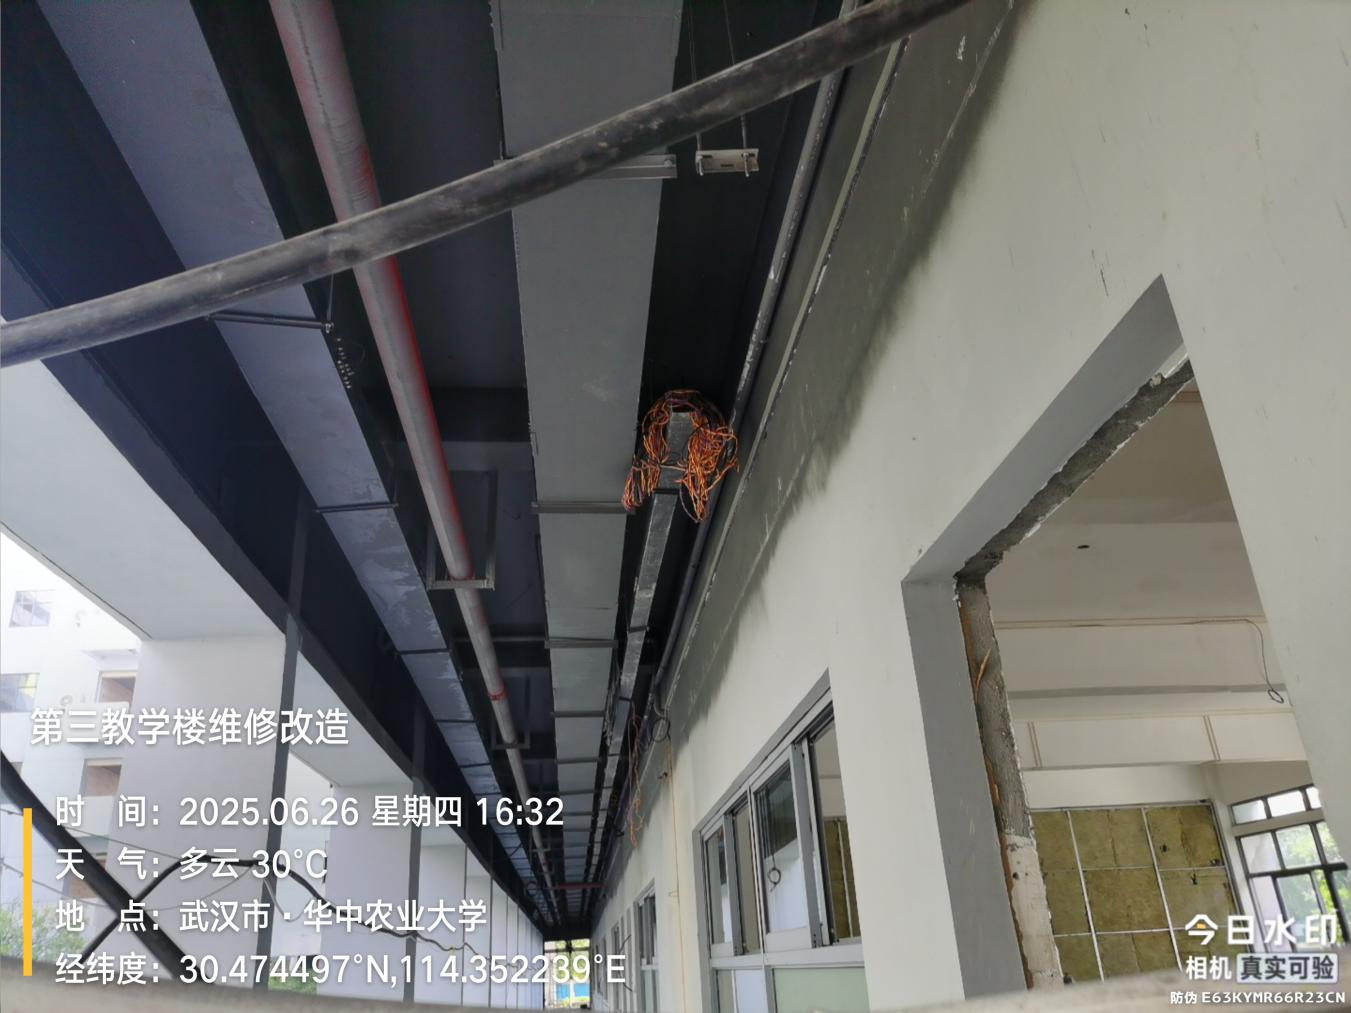 第三教学楼维修改造
时 间：2025.06.26 星期四 16:32
天 气：多云 30°C
地 点：武汉市·华中农业大学
经纬度：30.474497°N,114.352239°E
今日水印
相机 真实可验
防伪 E63KYMR66R23CN